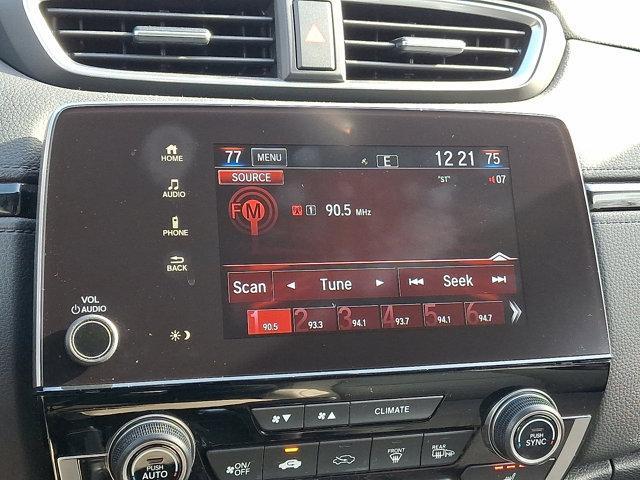 HOME
AUDIO
PHONE
BACK
VOL
AUDIO
77 MENU E 12 21 75
SOURCE "ST" 07
FM 1 90.5 MHz
Scan Tune Seek
1 90.5 2 93.3 3 94.1 4 93.7 5 94.1 6 94.7
CLIMATE
PUSH AUTO
ON/OFF
FRONT
REAR
PUSH SYNC